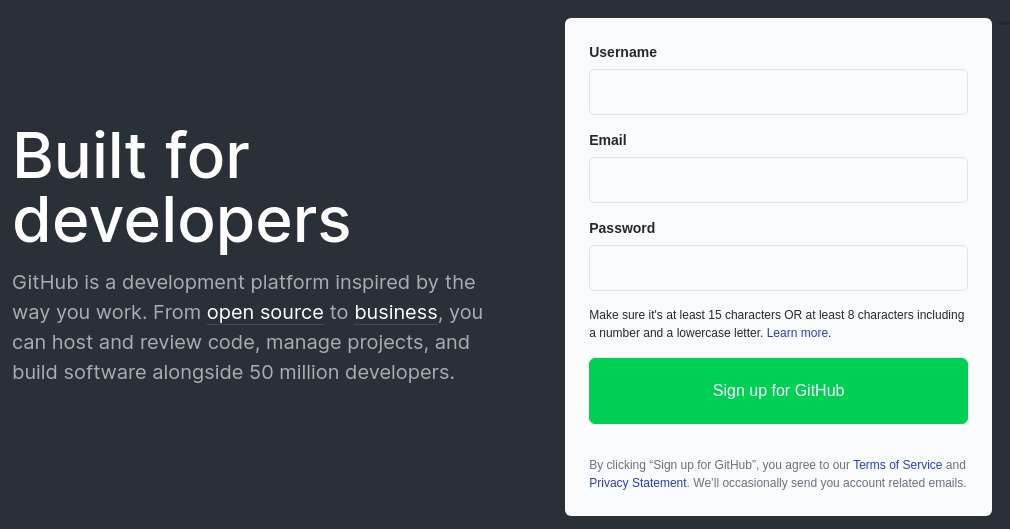 Built for
developers
GitHub is a development platform inspired by the
way you work. From open source to business, you
can host and review code, manage projects, and
build software alongside 50 million developers.
Username
Email
Password
Make sure it's at least 15 characters OR at least 8 characters including
a number and a lowercase letter. Learn more.
Sign up for GitHub
By clicking “Sign up for GitHub”, you agree to our Terms of Service and
Privacy Statement. We’ll occasionally send you account related emails.